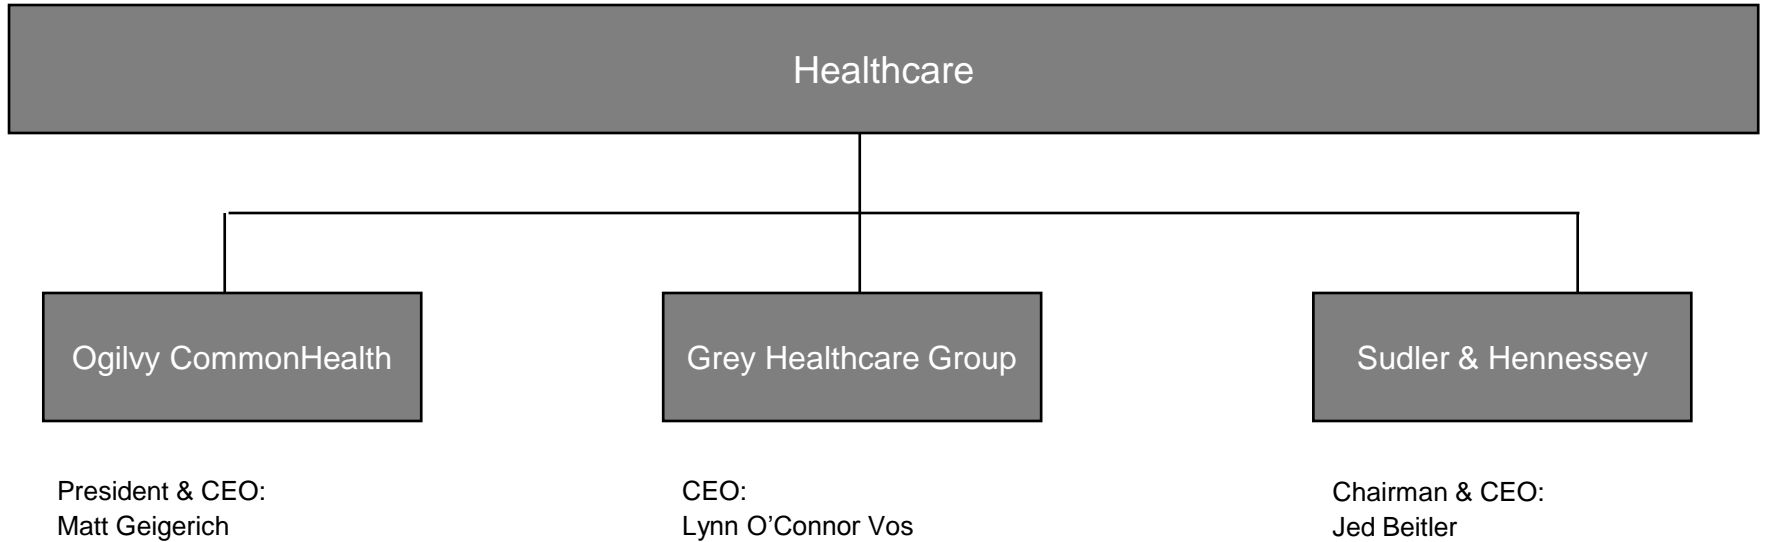 Healthcare
Ogilvy CommonHealth
Grey Healthcare Group
Sudler & Hennessey
President & CEO:
Matt Geigerich
CEO:
Lynn O’Connor Vos
Chairman & CEO:
Jed Beitler